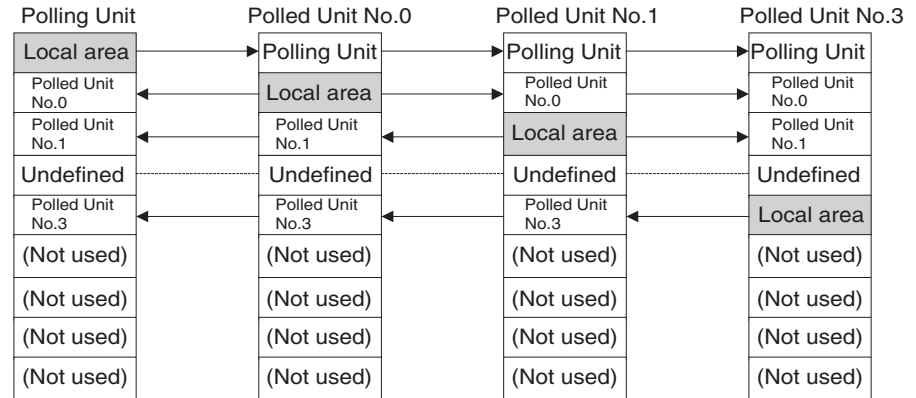 Polling Unit Polled Unit No.0 Polled Unit No.1 Polled Unit No.3
Local area Polling Unit Polling Unit Polling Unit
Polled Unit
No.0
Local area
Polled Unit
No.0
Polled Unit
No.0
Polled Unit
No.1
Polled Unit
No.1
Local area
Polled Unit
No.1
Undefined Undefined Undefined Undefined
Polled Unit
No.3
Polled Unit
No.3
Polled Unit
No.3
Local area
(Not used) (Not used) (Not used) (Not used)
(Not used) (Not used) (Not used) (Not used)
(Not used) (Not used) (Not used) (Not used)
(Not used) (Not used) (Not used) (Not used)